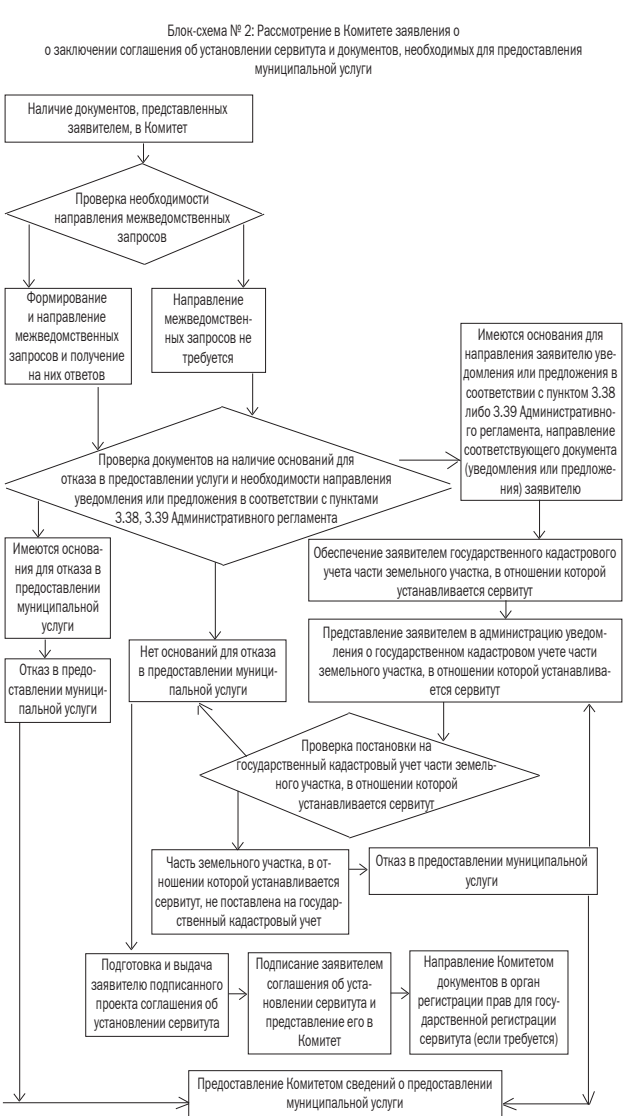 Блок-схема № 2: Рассмотрение в Комитете заявления о
о заключении соглашения об установлении сервитута и документов, необходимых для предоставления
муниципальной услуги
Наличие документов, представленных
заявителем, в Комитет
Проверка необходимости
направления межведомственных
запросов
Формирование
и направление
межведомственных
запросов и получение
на них ответов
Направление
межведомствен-
ных запросов не
требуется
Имеются основания для
направления заявителю уве-
домления или предложения в
соответствии с пунктом 3.38
либо 3.39 Административно-
го регламента, направление
соответствующего документа
(уведомления или предложе-
ния) заявителю
Проверка документов на наличие оснований для
отказа в предоставлении услуги и необходимости направления
уведомления или предложения в соответствии с пунктами
3.38, 3.39 Административного регламента
Имеются основа-
ния для отказа в
предоставлении
муниципальной
услуги
Обеспечение заявителем государственного кадастрового
учета части земельного участка, в отношении которой
устанавливается сервитут
Отказ в предо-
ставлении муници-
пальной услуги
Нет оснований для отказа
в предоставлении муници-
пальной услуги
Представление заявителем в администрацию уведом-
ления о государственном кадастровом учете части
земельного участка, в отношении которой устанавлива-
ется сервитут
Проверка постановки на
государственный кадастровый учет части земель-
ного участка, в отношении которой
устанавливается сервитут
Часть земельного участка, в от-
ношении которой устанавливается
сервитут, не поставлена на государ-
ственный кадастровый учет
Отказ в предоставлении муниципальной
услуги
Подготовка и выдача
заявителю подписанного
проекта соглашения об
установлении сервитута
Подписание заявителем
соглашения об уста-
новлении сервитута и
представление его в
Комитет
Направление Комитетом
документов в орган
регистрации прав для госу-
дарственной регистрации
сервитута (если требуется)
Предоставление Комитетом сведений о предоставлении
муниципальной услуги